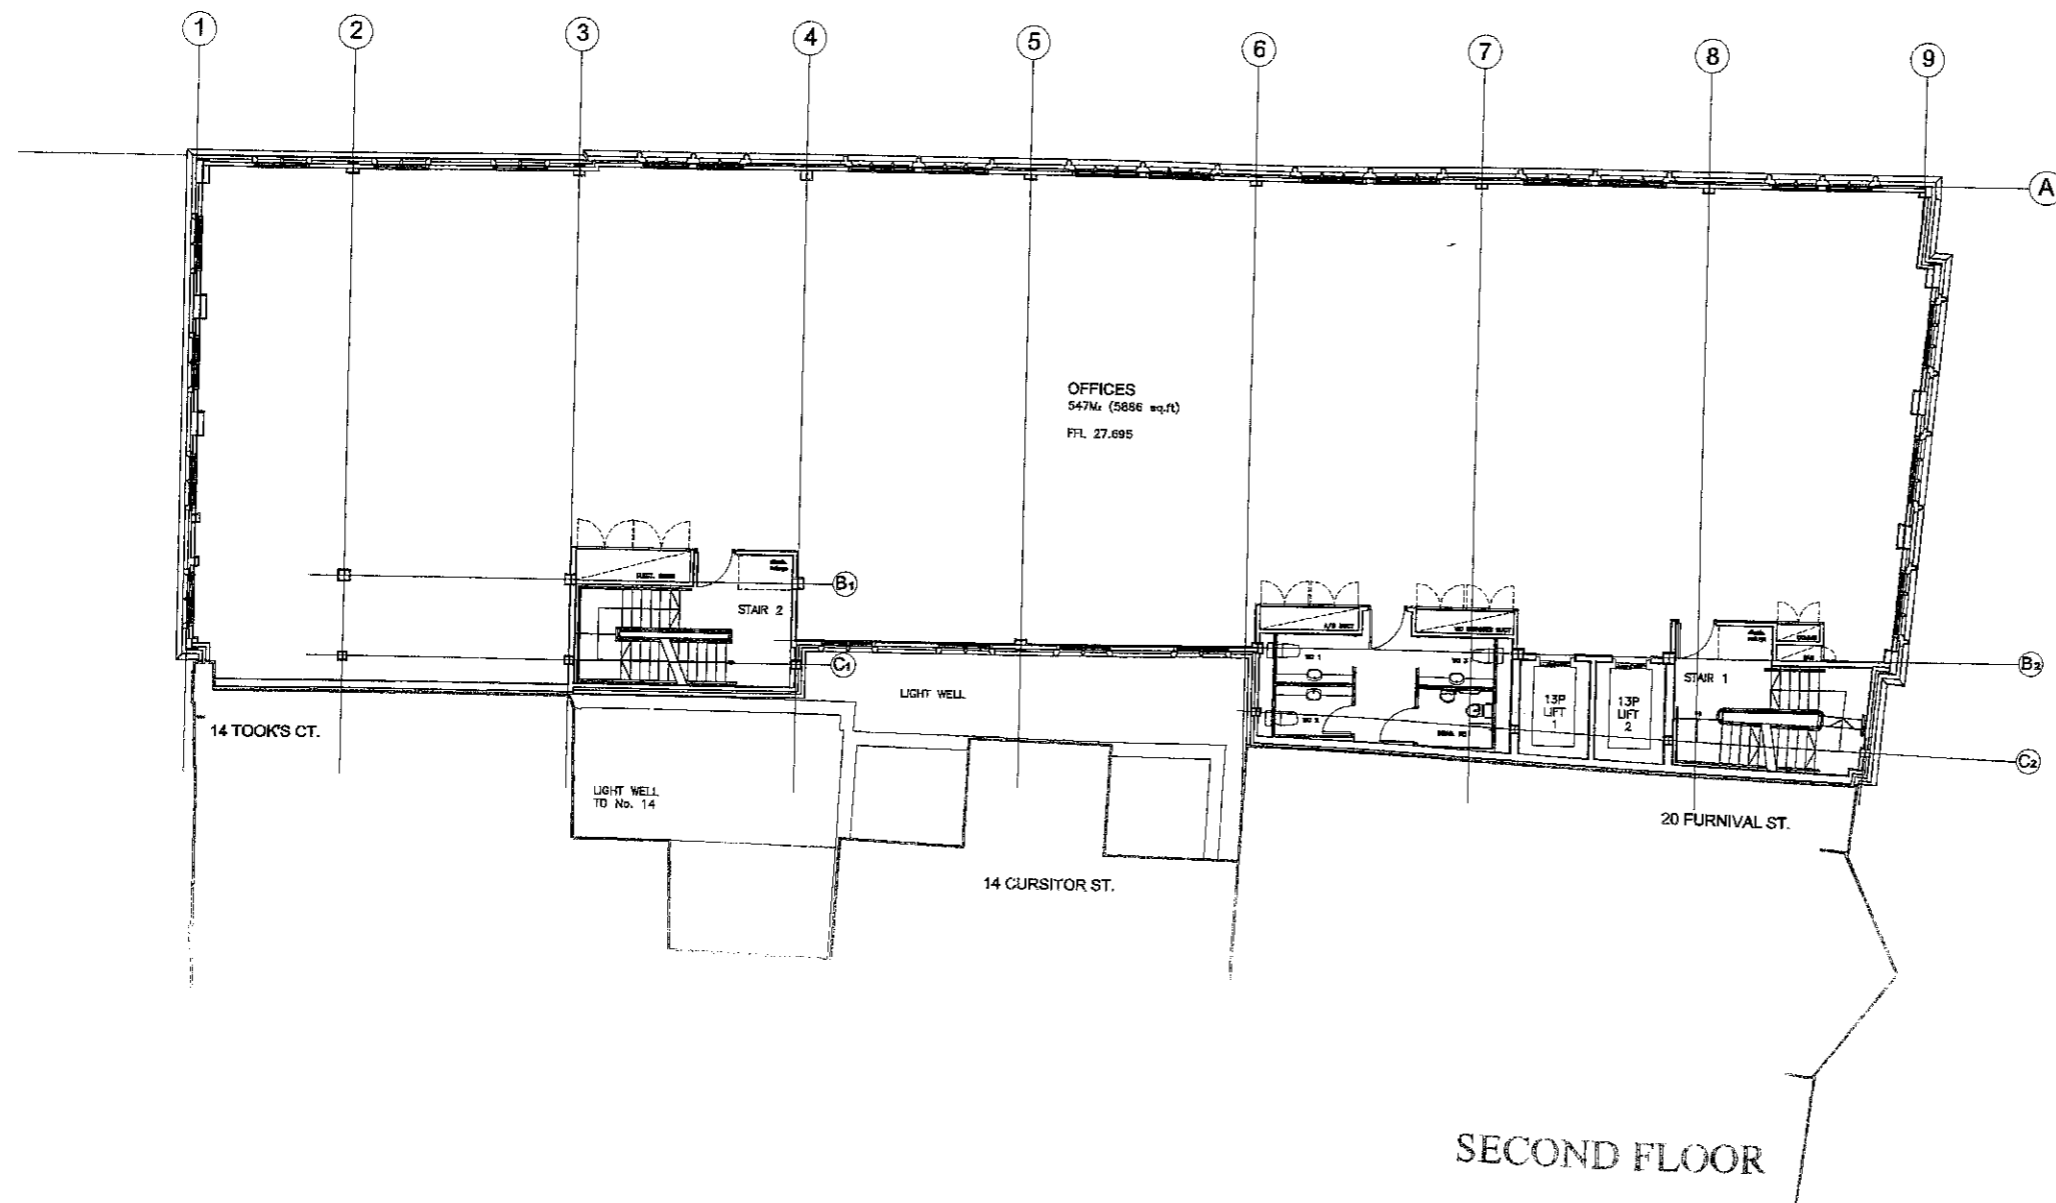 1
2
3
4
5
6
7
8
9
A
OFFICES
547M² (5886 sq.ft)
FFL 27.695
B1
STAIR 2
C1
LIGHT WELL
WC 1
13P
LIFT
1
13P
LIFT
2
STAIR 1
B2
C2
14 TOOK'S CT.
LIGHT WELL
TO No. 14
20 FURNIVAL ST.
14 CURSITOR ST.
SECOND FLOOR